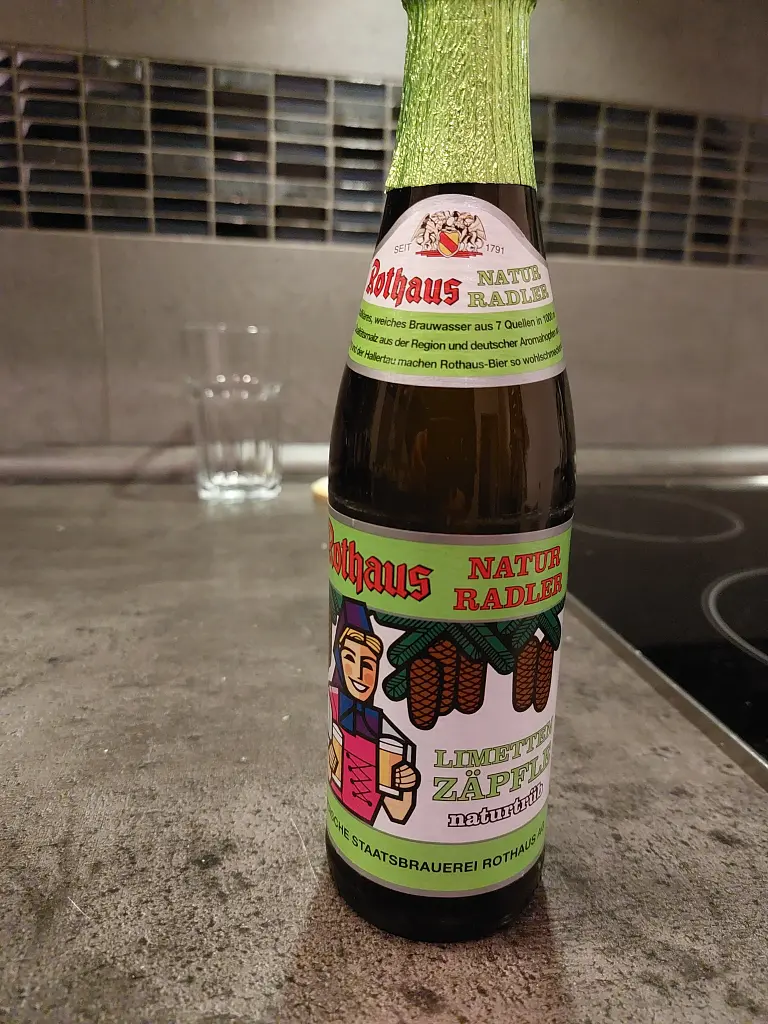 SEIT 1791
Rothaus NATUR
RADLER
weiches Brauwasser aus 7 Quellen in
aus der Region und deutscher Aromahopfen
der Hallertau machen Rothaus-Bier so
Rothaus NATUR
RADLER
LIMETTEN
ZÄPFLE
naturtrüb
STAATSBRAUEREI ROTHAUS